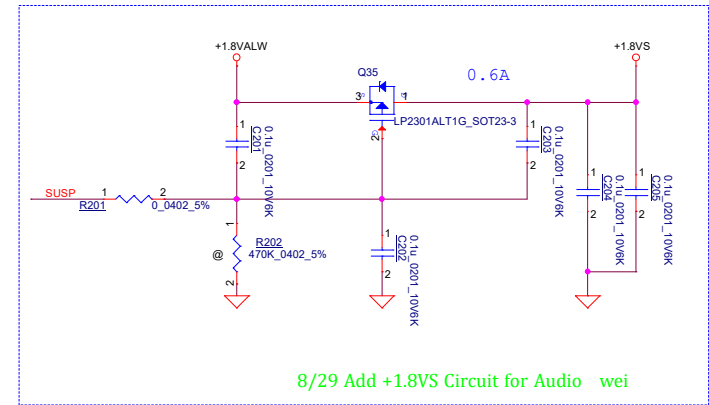 +1.8VALW
+1.8VS
Q35
0.6A
3
1
LP2301ALT1G_SOT23-3
2
1
2
C201
0.1u_0201_10V6K
1
2
C203
0.1u_0201_10V6K
1
2
C204
0.1u_0201_10V6K
1
2
C205
0.1u_0201_10V6K
SUSP
1
2
R201
0_0402_5%
1
2
@
R202
470K_0402_5%
1
2
C202
0.1u_0201_10V6K
8/29 Add +1.8VS Circuit for Audio wei